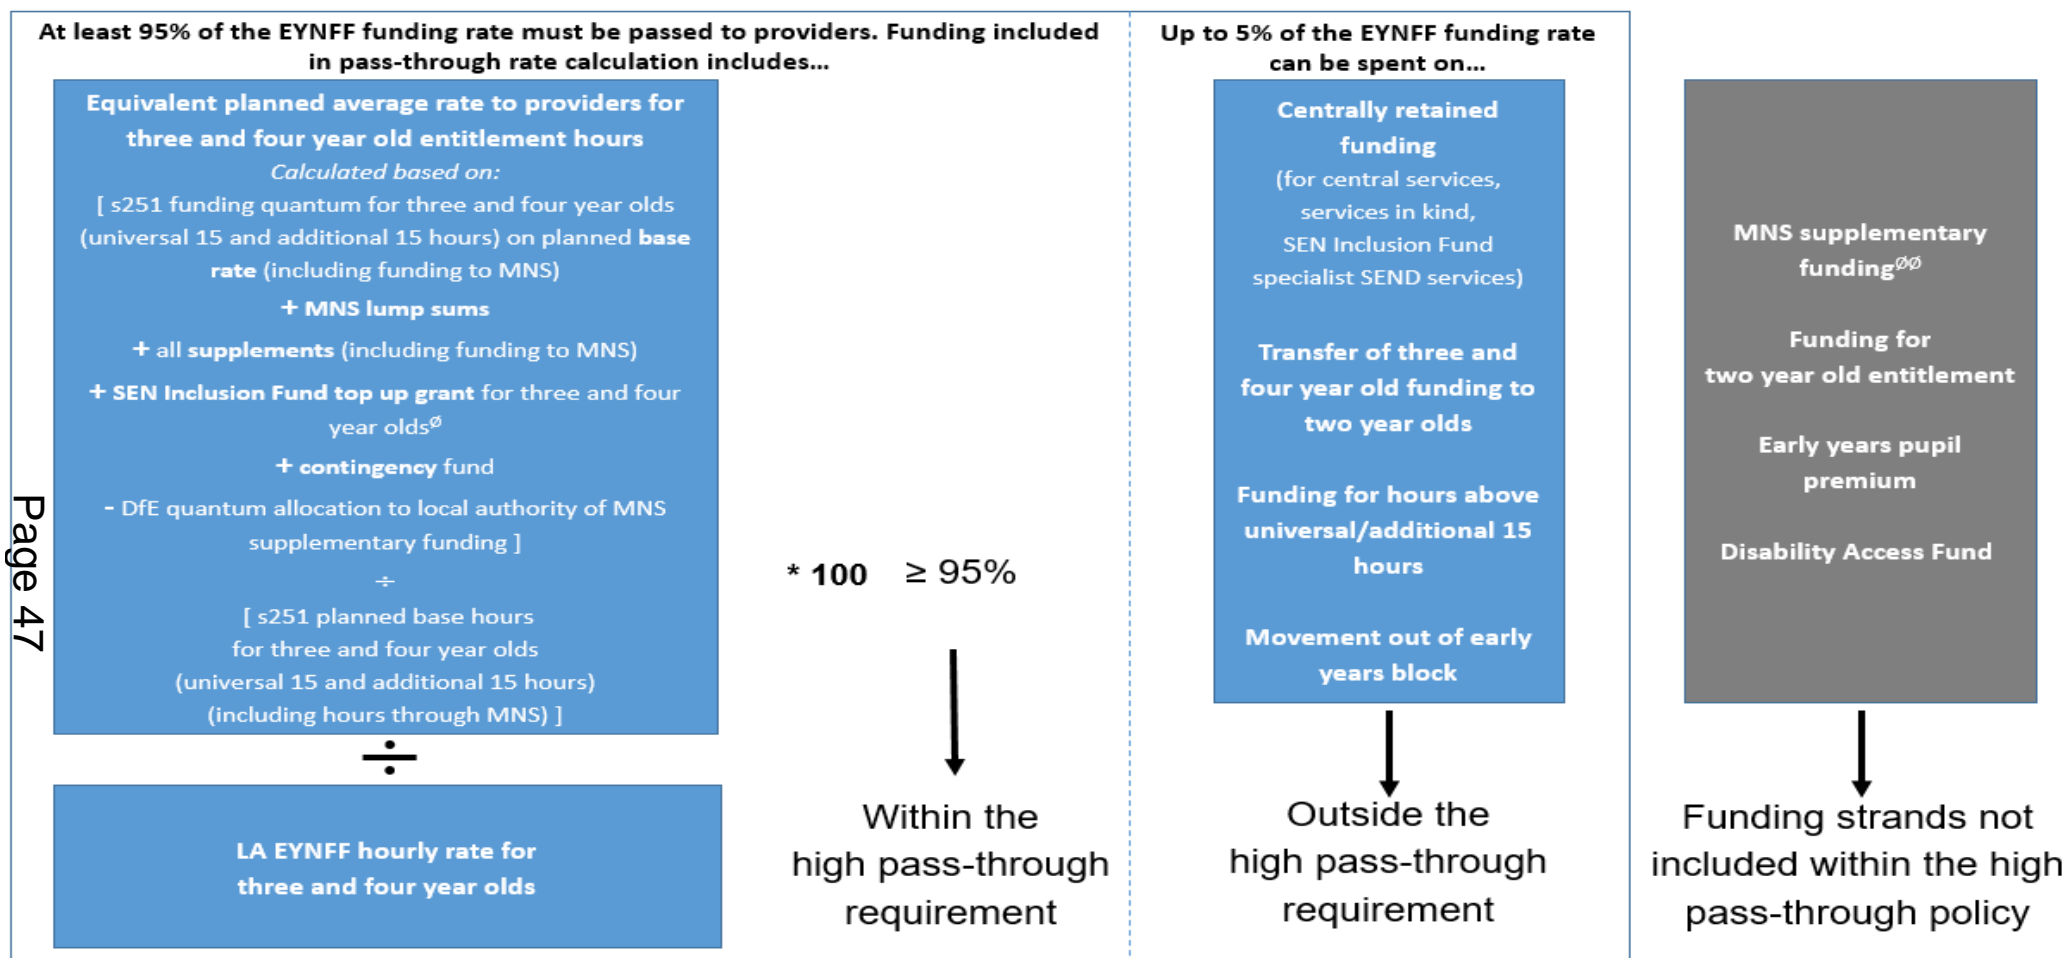 At least 95% of the EYNFF funding rate must be passed to providers. Funding included
in pass-through rate calculation includes...
Equivalent planned average rate to providers for
three and four year old entitlement hours
Calculated based on:
[ s251 funding quantum for three and four year olds
(universal 15 and additional 15 hours) on planned base
rate (including funding to MNS)
+ MNS lump sums
+ all supplements (including funding to MNS)
+ SEN Inclusion Fund top up grant for three and four
year olds^ø
+ contingency fund
- DfE quantum allocation to local authority of MNS
supplementary funding ]
÷
[ s251 planned base hours
for three and four year olds
(universal 15 and additional 15 hours)
(including hours through MNS) ]
÷
LA EYNFF hourly rate for
three and four year olds
* 100 ≥ 95%
Within the
high pass-through
requirement
Up to 5% of the EYNFF funding rate
can be spent on...
Centrally retained
funding
(for central services,
services in kind,
SEN Inclusion Fund
specialist SEND services)
Transfer of three and
four year old funding to
two year olds
Funding for hours above
universal/additional 15
hours
Movement out of early
years block
Outside the
high pass-through
requirement
MNS supplementary
funding^ØØ
Funding for
two year old entitlement
Early years pupil
premium
Disability Access Fund
Funding strands not
included within the high
pass-through policy
Page 47